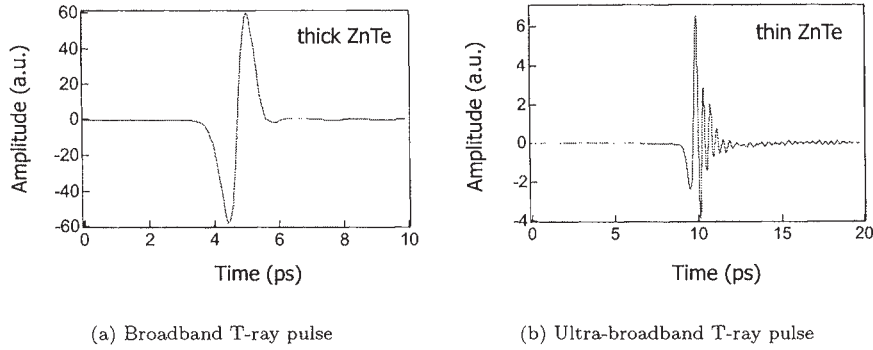 60
40
20
0
-20
-40
-60
0 2 4 6 8 10
Amplitude (a.u.)
Time (ps)
thick ZnTe
(a) Broadband T-ray pulse
6
4
2
0
-2
-4
0 5 10 15 20
Amplitude (a.u.)
Time (ps)
thin ZnTe
(b) Ultra-broadband T-ray pulse